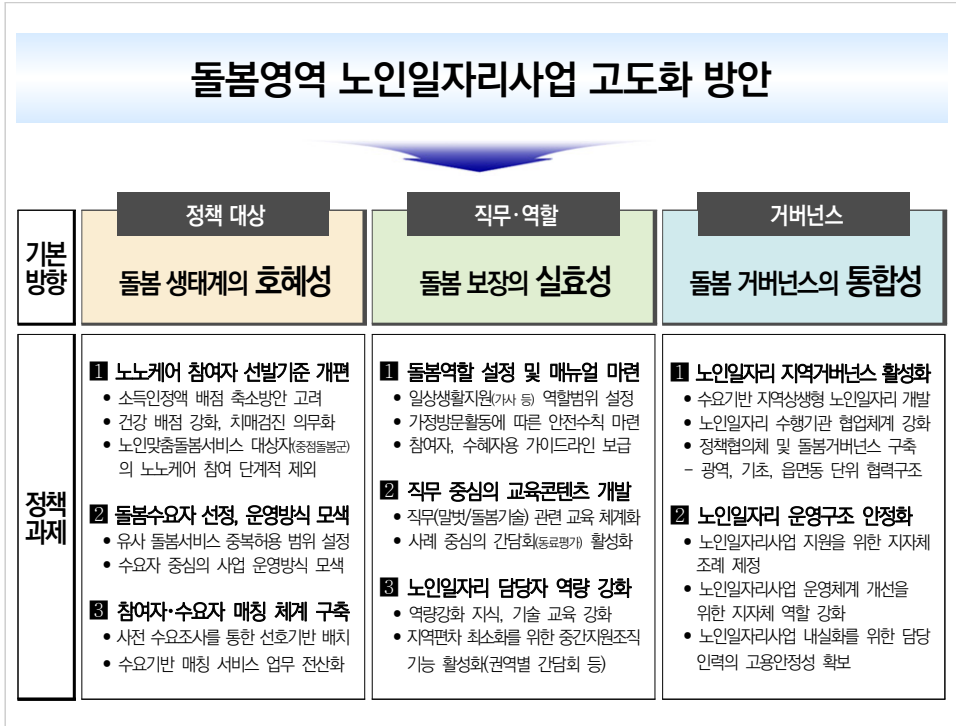 돌봄영역 노인일자리사업 고도화 방안
기본
방향
정책 대상
돌봄 생태계의 호혜성
직무·역할
돌봄 보장의 실효성
거버넌스
돌봄 거버넌스의 통합성
정책
과제
1 노노케어 참여자 선발기준 개편
• 소득인정액 배점 축소방안 고려
• 건강 배점 강화, 치매검진 의무화
• 노인맞춤돌봄서비스 대상자(중점돌봄군)
의 노노케어 참여 단계적 제외
2 돌봄수요자 선정, 운영방식 모색
• 유사 돌봄서비스 중복허용 범위 설정
• 수요자 중심의 사업 운영방식 모색
3 참여자·수요자 매칭 체계 구축
• 사전 수요조사를 통한 선호기반 배치
• 수요기반 매칭 서비스 업무 전산화
1 돌봄역할 설정 및 매뉴얼 마련
• 일상생활지원(가사 등) 역할범위 설정
• 가정방문활동에 따른 안전수칙 마련
• 참여자, 수혜자용 가이드라인 보급
2 직무 중심의 교육콘텐츠 개발
• 직무(말벗/돌봄기술) 관련 교육 체계화
• 사례 중심의 간담회(동료평가) 활성화
3 노인일자리 담당자 역량 강화
• 역량강화 지식, 기술 교육 강화
• 지역편차 최소화를 위한 중간지원조직
기능 활성화(권역별 간담회 등)
1 노인일자리 지역거버넌스 활성화
• 수요기반 지역상생형 노인일자리 개발
• 노인일자리 수행기관 협업체계 강화
• 정책협의체 및 돌봄거버넌스 구축
- 광역, 기초, 읍면동 단위 협력구조
2 노인일자리 운영구조 안정화
• 노인일자리사업 지원을 위한 지자체
조례 제정
• 노인일자리사업 운영체계 개선을
위한 지자체 역할 강화
• 노인일자리사업 내실화를 위한 담당
인력의 고용안정성 확보